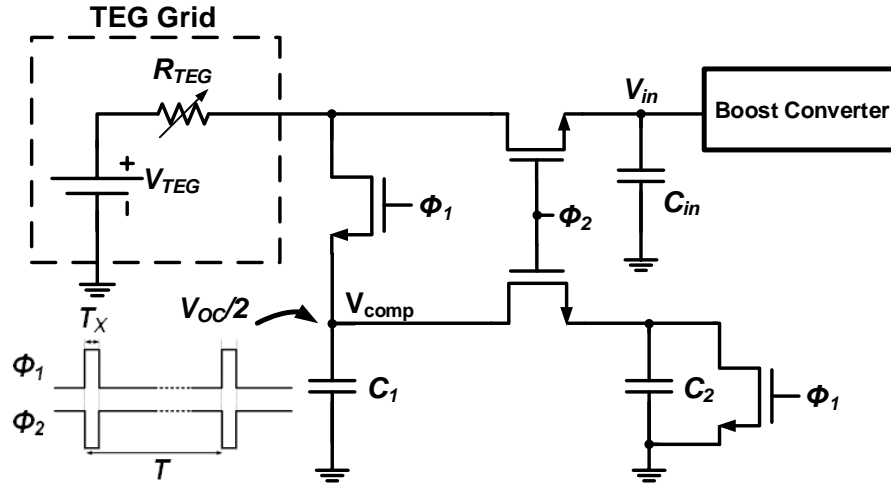 TEG Grid
R_TEG
V_in
Boost Converter
+
V_TEG
-
Φ_1
C_in
Φ_2
V_OC/2
V_comp
T_X
Φ_1
C_1
C_2
Φ_1
Φ_2
T